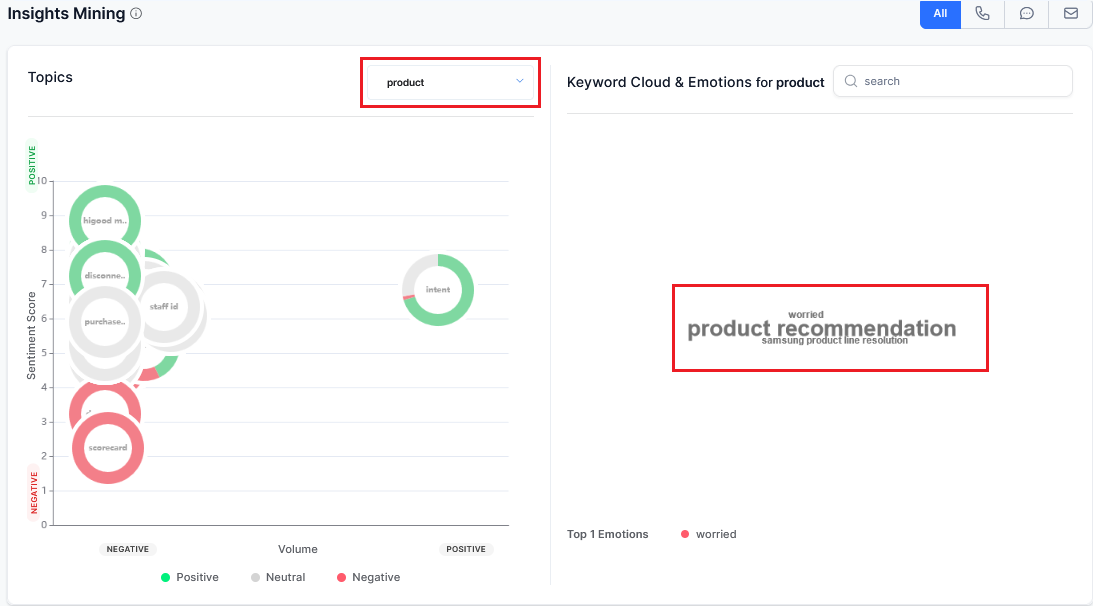 Insights Mining
All
Topics
product
Keyword Cloud & Emotions for product
search
POSITIVE
10
9
8
7
6
5
4
3
2
1
0
Sentiment Score
NEGATIVE
higood m..
disconne..
staff id
purchase..
intent
scorecard
worried
product recommendation
samsung product line resolution
Top 1 Emotions
worried
NEGATIVE
Volume
POSITIVE
Positive
Neutral
Negative